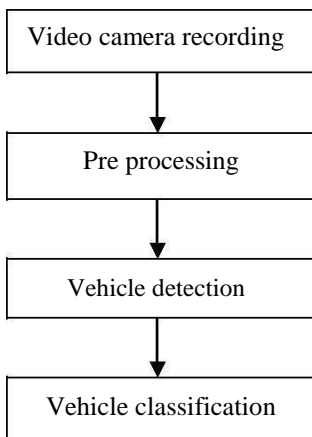 Video camera recording
Pre processing
Vehicle detection
Vehicle classification